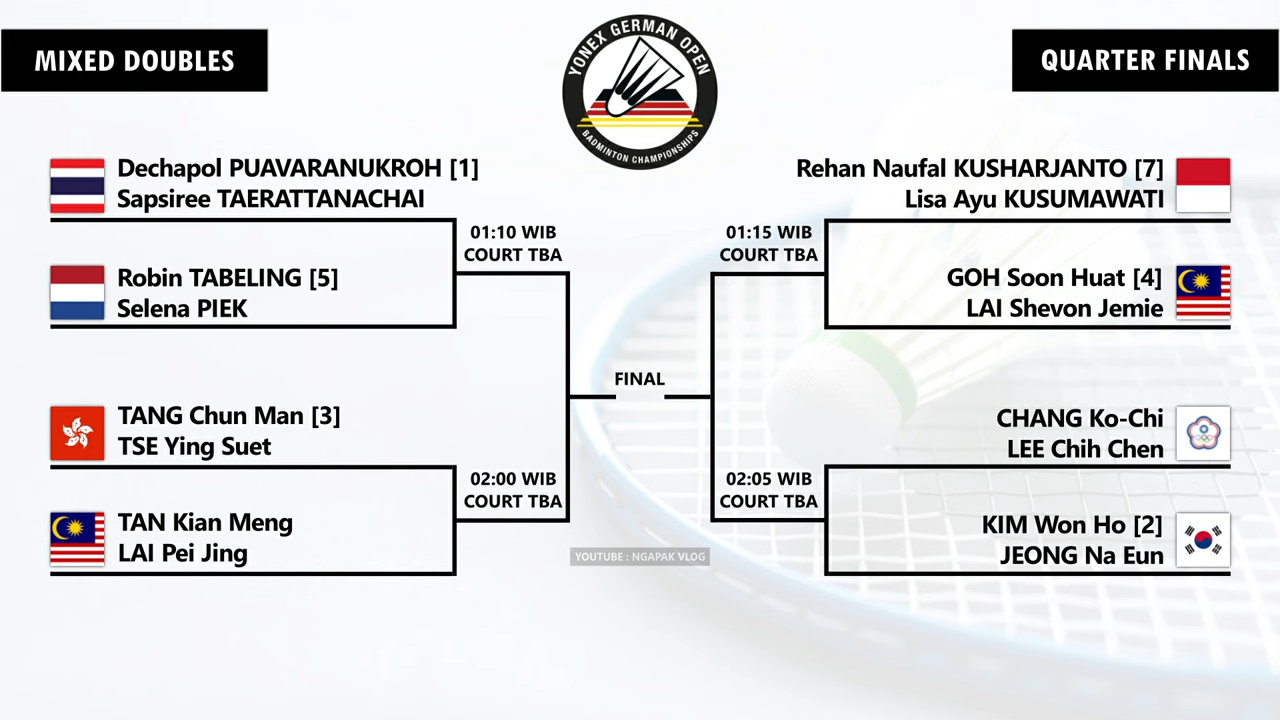 MIXED DOUBLES
YONEX GERMAN OPEN
BADMINTON CHAMPIONSHIPS
QUARTER FINALS
Dechapol PUAVARANUKROH [1]
Sapsiree TAERATTANACHAI
01:10 WIB
COURT TBA
Robin TABELING [5]
Selena PIEK
TANG Chun Man [3]
TSE Ying Suet
02:00 WIB
COURT TBA
TAN Kian Meng
LAI Pei Jing
FINAL
Rehan Naufal KUSHARJANTO [7]
Lisa Ayu KUSUMAWATI
01:15 WIB
COURT TBA
GOH Soon Huat [4]
LAI Shevon Jemie
CHANG Ko-Chi
LEE Chih Chen
02:05 WIB
COURT TBA
KIM Won Ho [2]
JEONG Na Eun
YOUTUBE : NGAPAK VLOG